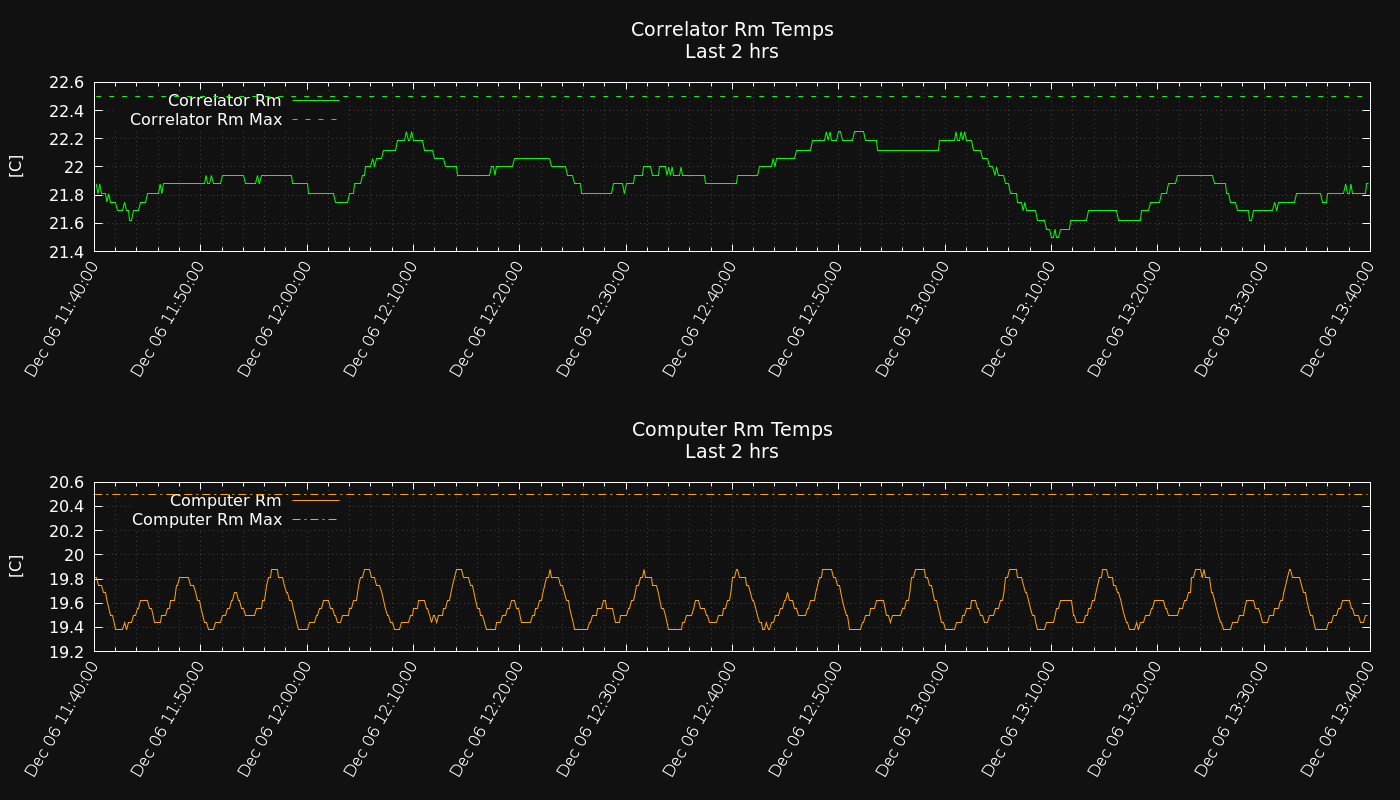 Correlator Rm Temps
Last 2 hrs
22.6
22.4
22.2
22
21.8
21.6
21.4
[C]
Correlator Rm
Correlator Rm Max
Dec 06 11:40:00
Dec 06 11:50:00
Dec 06 12:00:00
Dec 06 12:10:00
Dec 06 12:20:00
Dec 06 12:30:00
Dec 06 12:40:00
Dec 06 12:50:00
Dec 06 13:00:00
Dec 06 13:10:00
Dec 06 13:20:00
Dec 06 13:30:00
Dec 06 13:40:00
Computer Rm Temps
Last 2 hrs
20.6
20.4
20.2
20
19.8
19.6
19.4
19.2
[C]
Computer Rm
Computer Rm Max
Dec 06 11:40:00
Dec 06 11:50:00
Dec 06 12:00:00
Dec 06 12:10:00
Dec 06 12:20:00
Dec 06 12:30:00
Dec 06 12:40:00
Dec 06 12:50:00
Dec 06 13:00:00
Dec 06 13:10:00
Dec 06 13:20:00
Dec 06 13:30:00
Dec 06 13:40:00